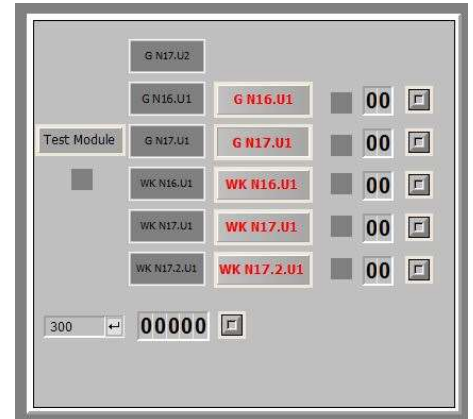 G N17.U2
G N16.U1 G N16.U1 00
Test Module G N17.U1 G N17.U1 00
WK N16.U1 WK N16.U1 00
WK N17.U1 WK N17.U1 00
WK N17.2.U1 WK N17.2.U1 00
300 00000